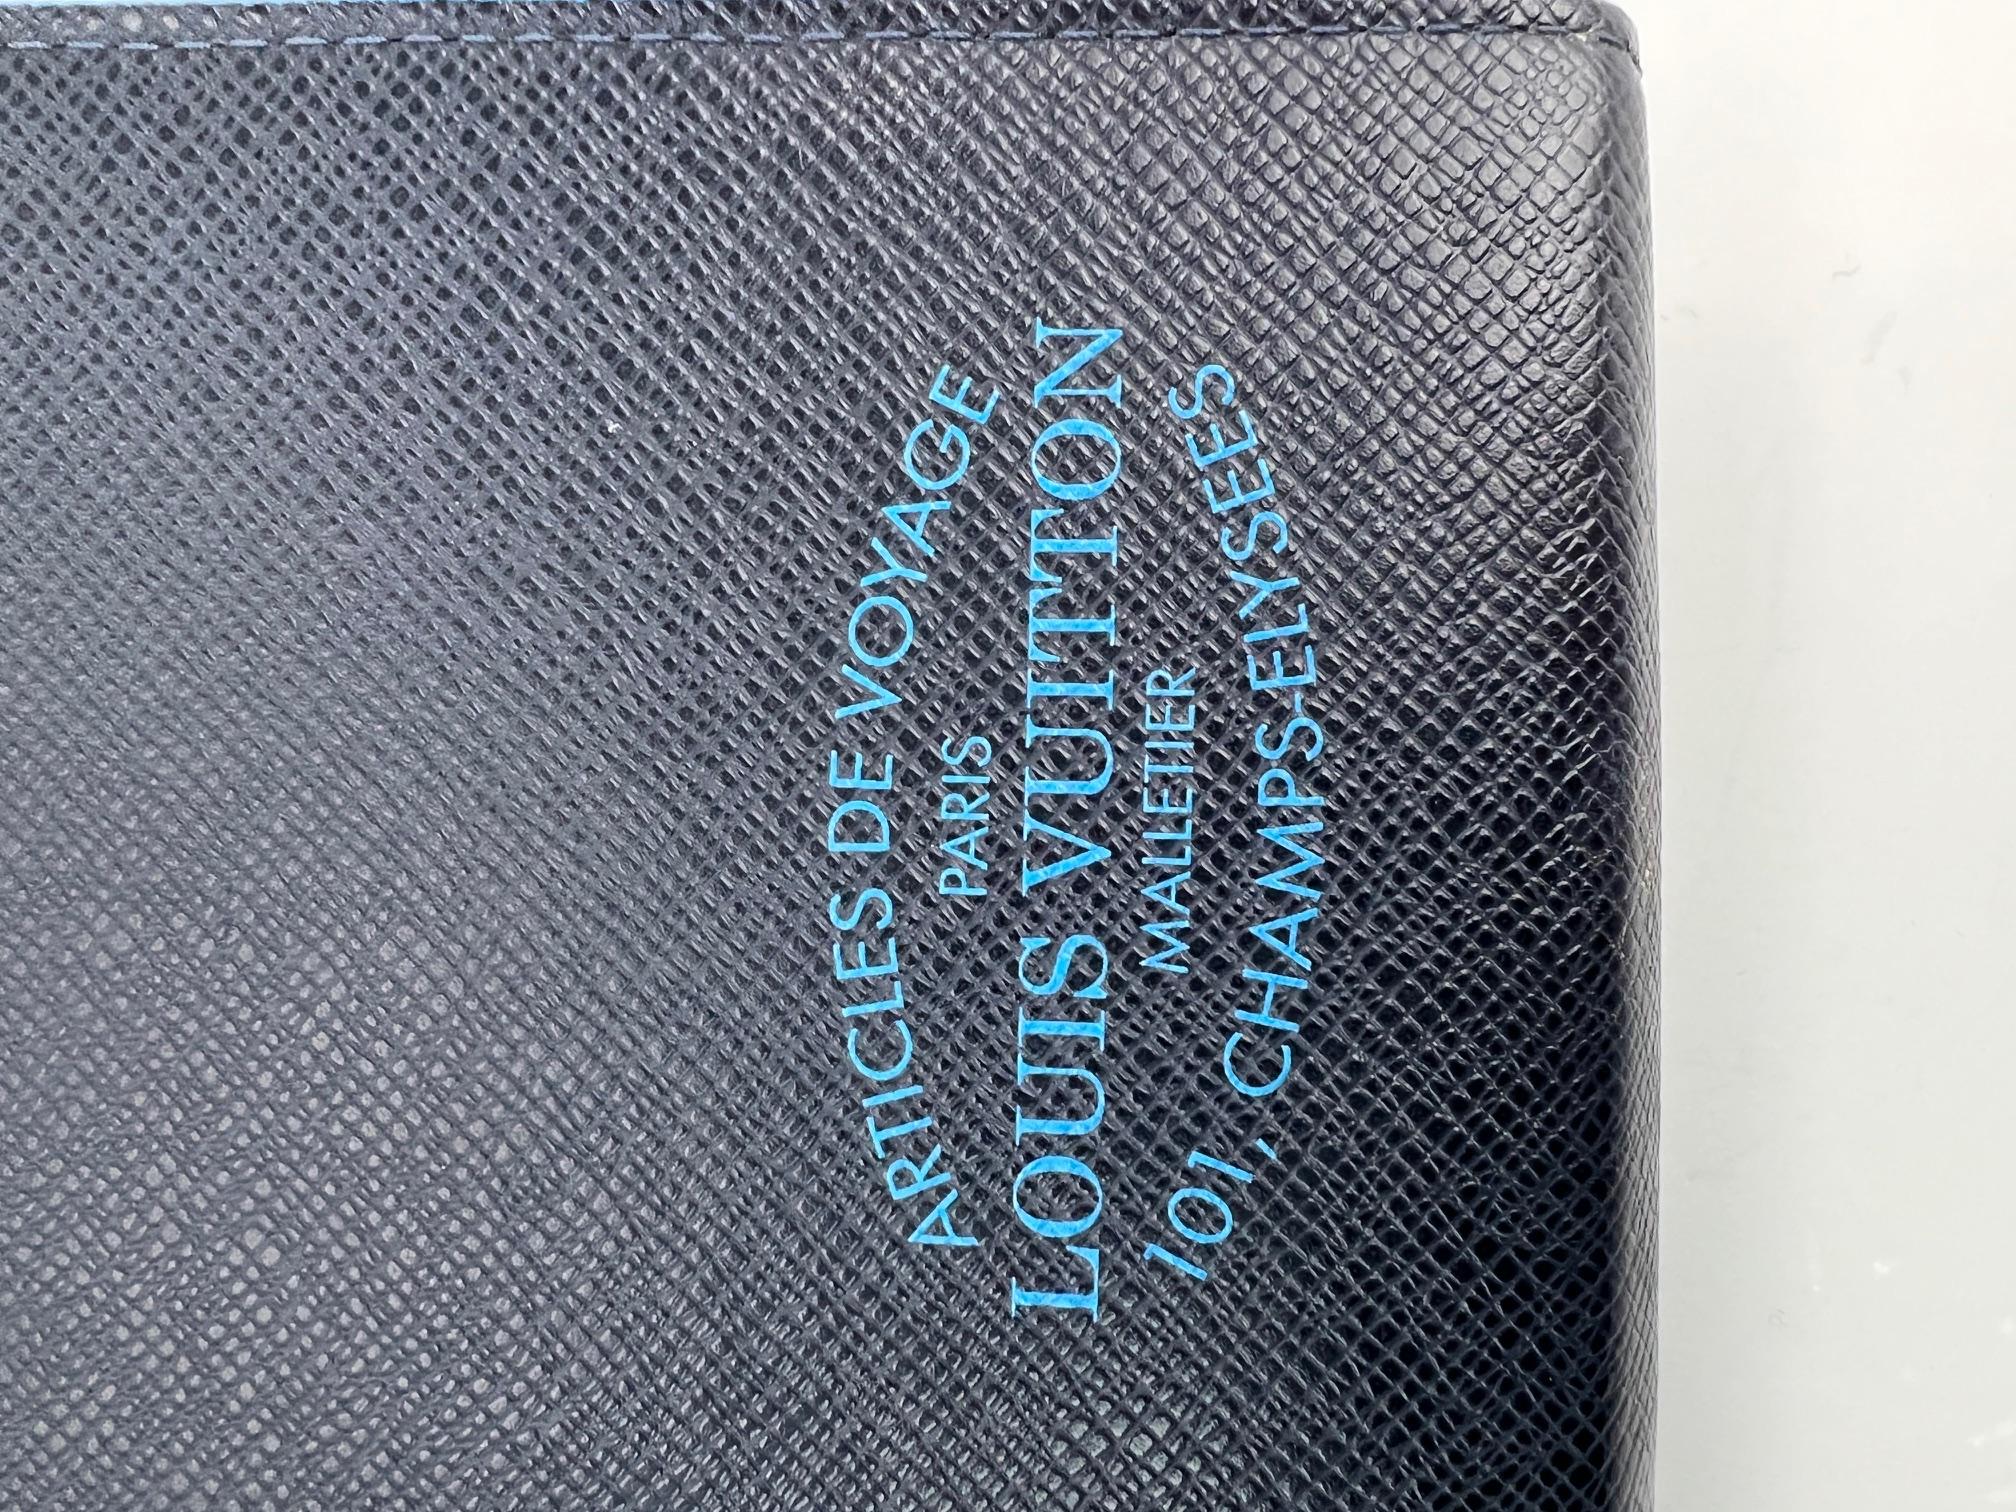 ARTICLES DE VOYAGE
PARIS
LOUIS VUITTON
MALLETIER
101, CHAMPS-ELYSEES